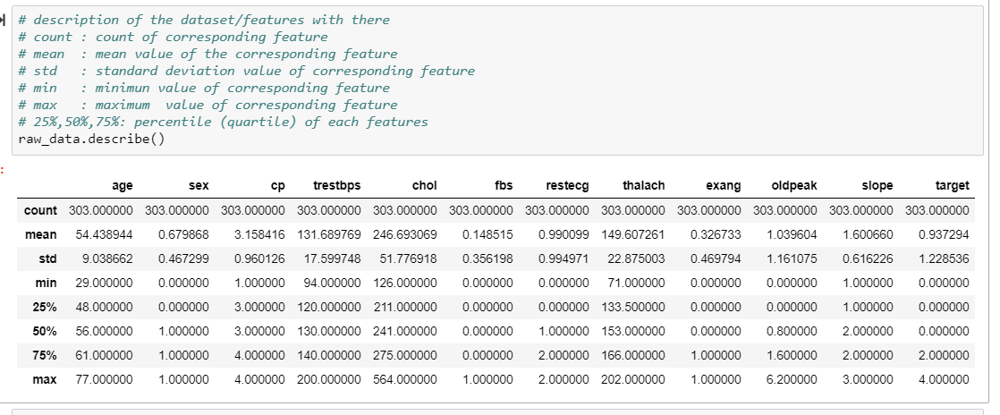 # description of the dataset/features with there
# count : count of corresponding feature
# mean  : mean value of the corresponding feature
# std   : standard deviation value of corresponding feature
# min   : minimun value of corresponding feature
# max   : maximum  value of corresponding feature
# 25%,50%,75%: percentile (quartile) of each features
raw_data.describe()
:
age sex cp trestbps chol fbs restecg thalach exang oldpeak slope target
count 303.000000 303.000000 303.000000 303.000000 303.000000 303.000000 303.000000 303.000000 303.000000 303.000000 303.000000 303.000000
mean 54.438944 0.679868 3.158416 131.689769 246.693069 0.148515 0.990099 149.607261 0.326733 1.039604 1.600660 0.937294
std 9.038662 0.467299 0.960126 17.599748 51.776918 0.356198 0.994971 22.875003 0.469794 1.161075 0.616226 1.228536
min 29.000000 0.000000 1.000000 94.000000 126.000000 0.000000 0.000000 71.000000 0.000000 0.000000 1.000000 0.000000
25% 48.000000 0.000000 3.000000 120.000000 211.000000 0.000000 0.000000 133.500000 0.000000 0.000000 1.000000 0.000000
50% 56.000000 1.000000 3.000000 130.000000 241.000000 0.000000 1.000000 153.000000 0.000000 0.800000 2.000000 0.000000
75% 61.000000 1.000000 4.000000 140.000000 275.000000 0.000000 2.000000 166.000000 1.000000 1.600000 2.000000 2.000000
max 77.000000 1.000000 4.000000 200.000000 564.000000 1.000000 2.000000 202.000000 1.000000 6.200000 3.000000 4.000000